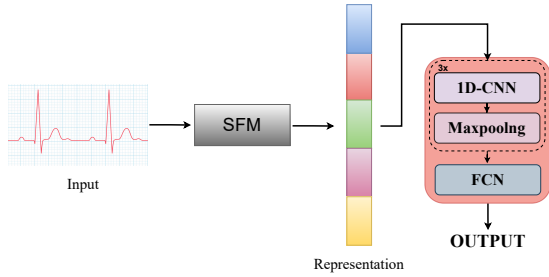 Input
SFM
Representation
3x
1D-CNN
Maxpoolng
FCN
OUTPUT